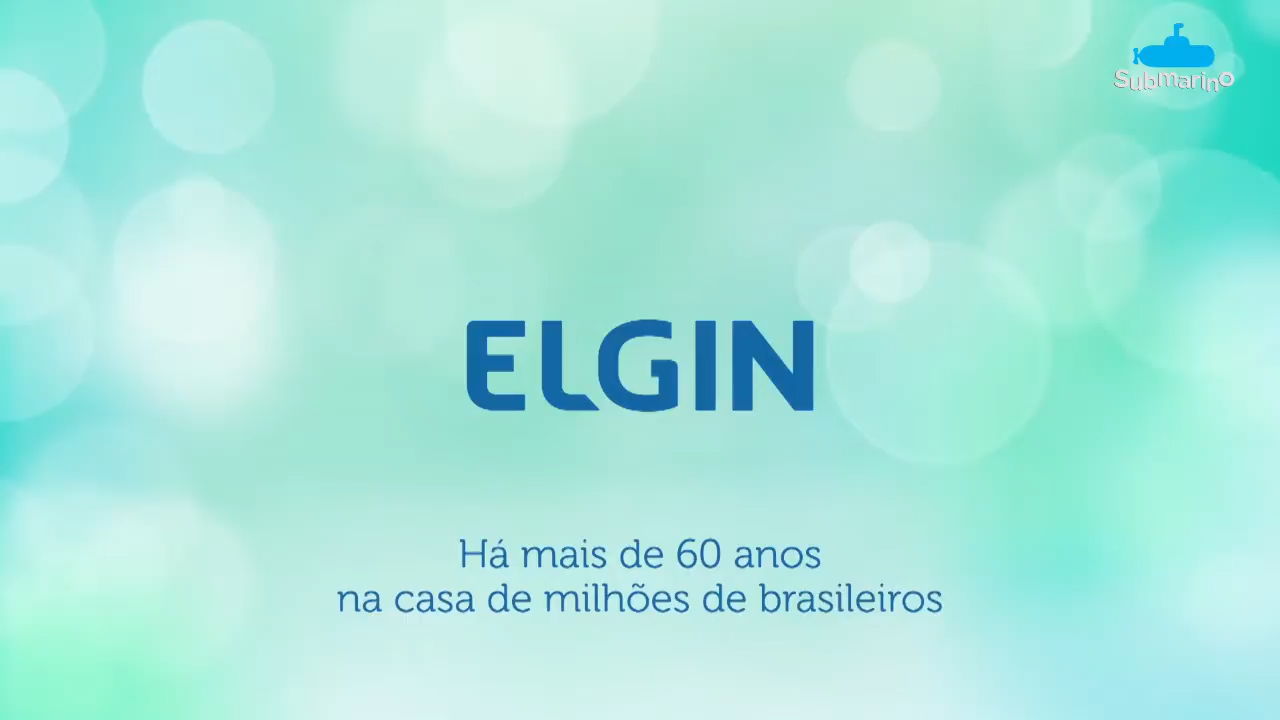 Submarino
ELGIN
Há mais de 60 anos
na casa de milhões de brasileiros